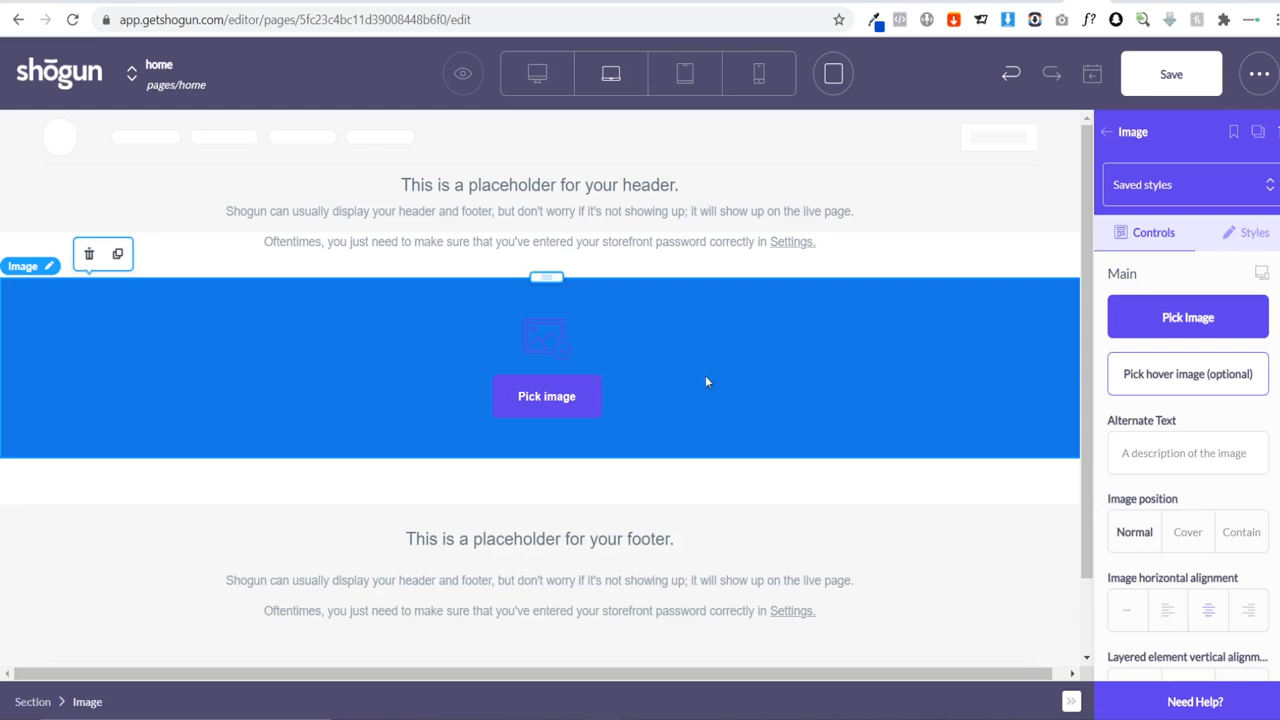 app.getshogun.com/editor/pages/5fc23c4bc11d39008448b6f0/edit
f?
shōgun
home
pages/home
Save
Image
Saved styles
Controls
Styles
This is a placeholder for your header.
Shogun can usually display your header and footer, but don't worry if it's not showing up; it will show up on the live page.
Oftentimes, you just need to make sure that you've entered your storefront password correctly in Settings.
Image
Pick image
Main
Pick Image
Pick hover image (optional)
Alternate Text
A description of the image
Image position
Normal Cover Contain
Image horizontal alignment
Layered element vertical alignm...
This is a placeholder for your footer.
Shogun can usually display your header and footer, but don't worry if it's not showing up; it will show up on the live page.
Oftentimes, you just need to make sure that you've entered your storefront password correctly in Settings.
Section > Image
Need Help?